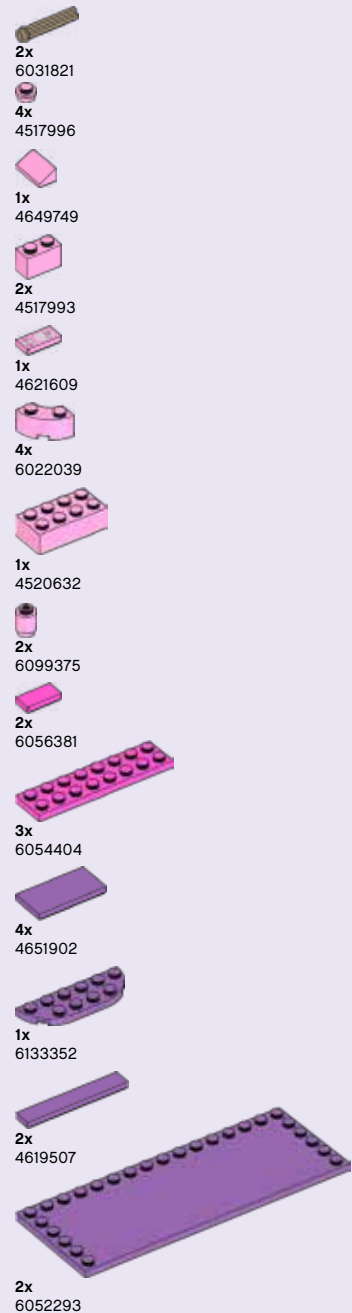 2x
6031821
4x
4517996
1x
4649749
2x
4517993
1x
4621609
4x
6022039
1x
4520632
2x
6099375
2x
6056381
3x
6054404
4x
4651902
1x
6133352
2x
4619507
2x
6052293